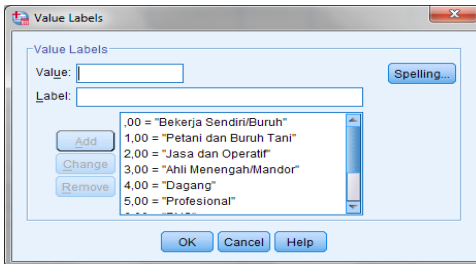 Value Labels
Value Labels
Value:
Spelling...
Label:
,00 = "Bekerja Sendiri/Buruh"
1,00 = "Petani dan Buruh Tani"
2,00 = "Jasa dan Operatif"
3,00 = "Ahli Menengah/Mandor"
4,00 = "Dagang"
5,00 = "Profesional"
Add
Change
Remove
OK Cancel Help